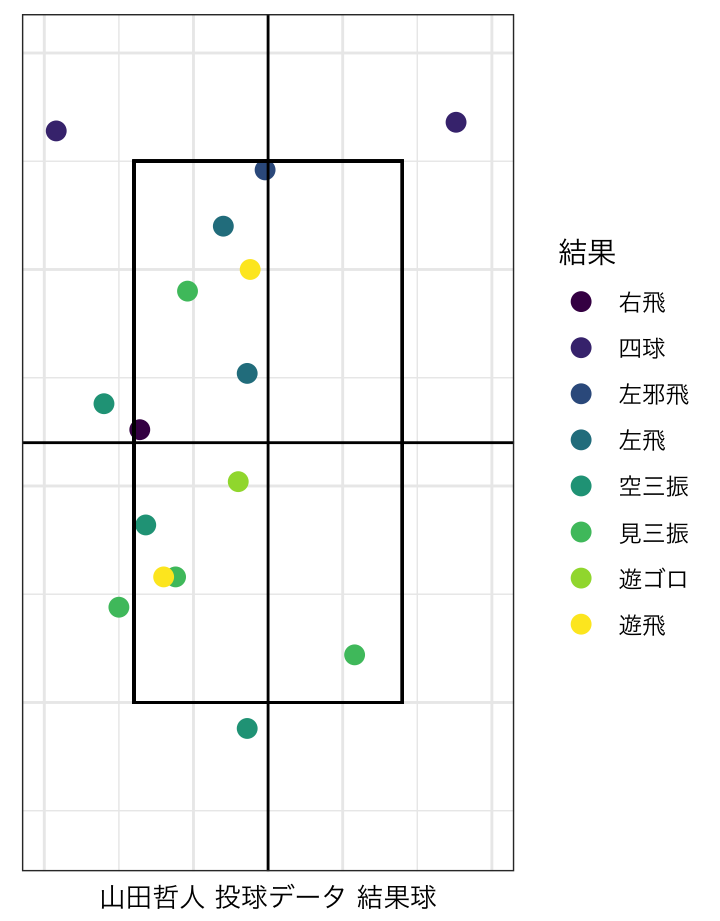 結果
右飛
四球
左邪飛
左飛
空三振
見三振
遊ゴロ
遊飛
山田哲人 投球データ 結果球